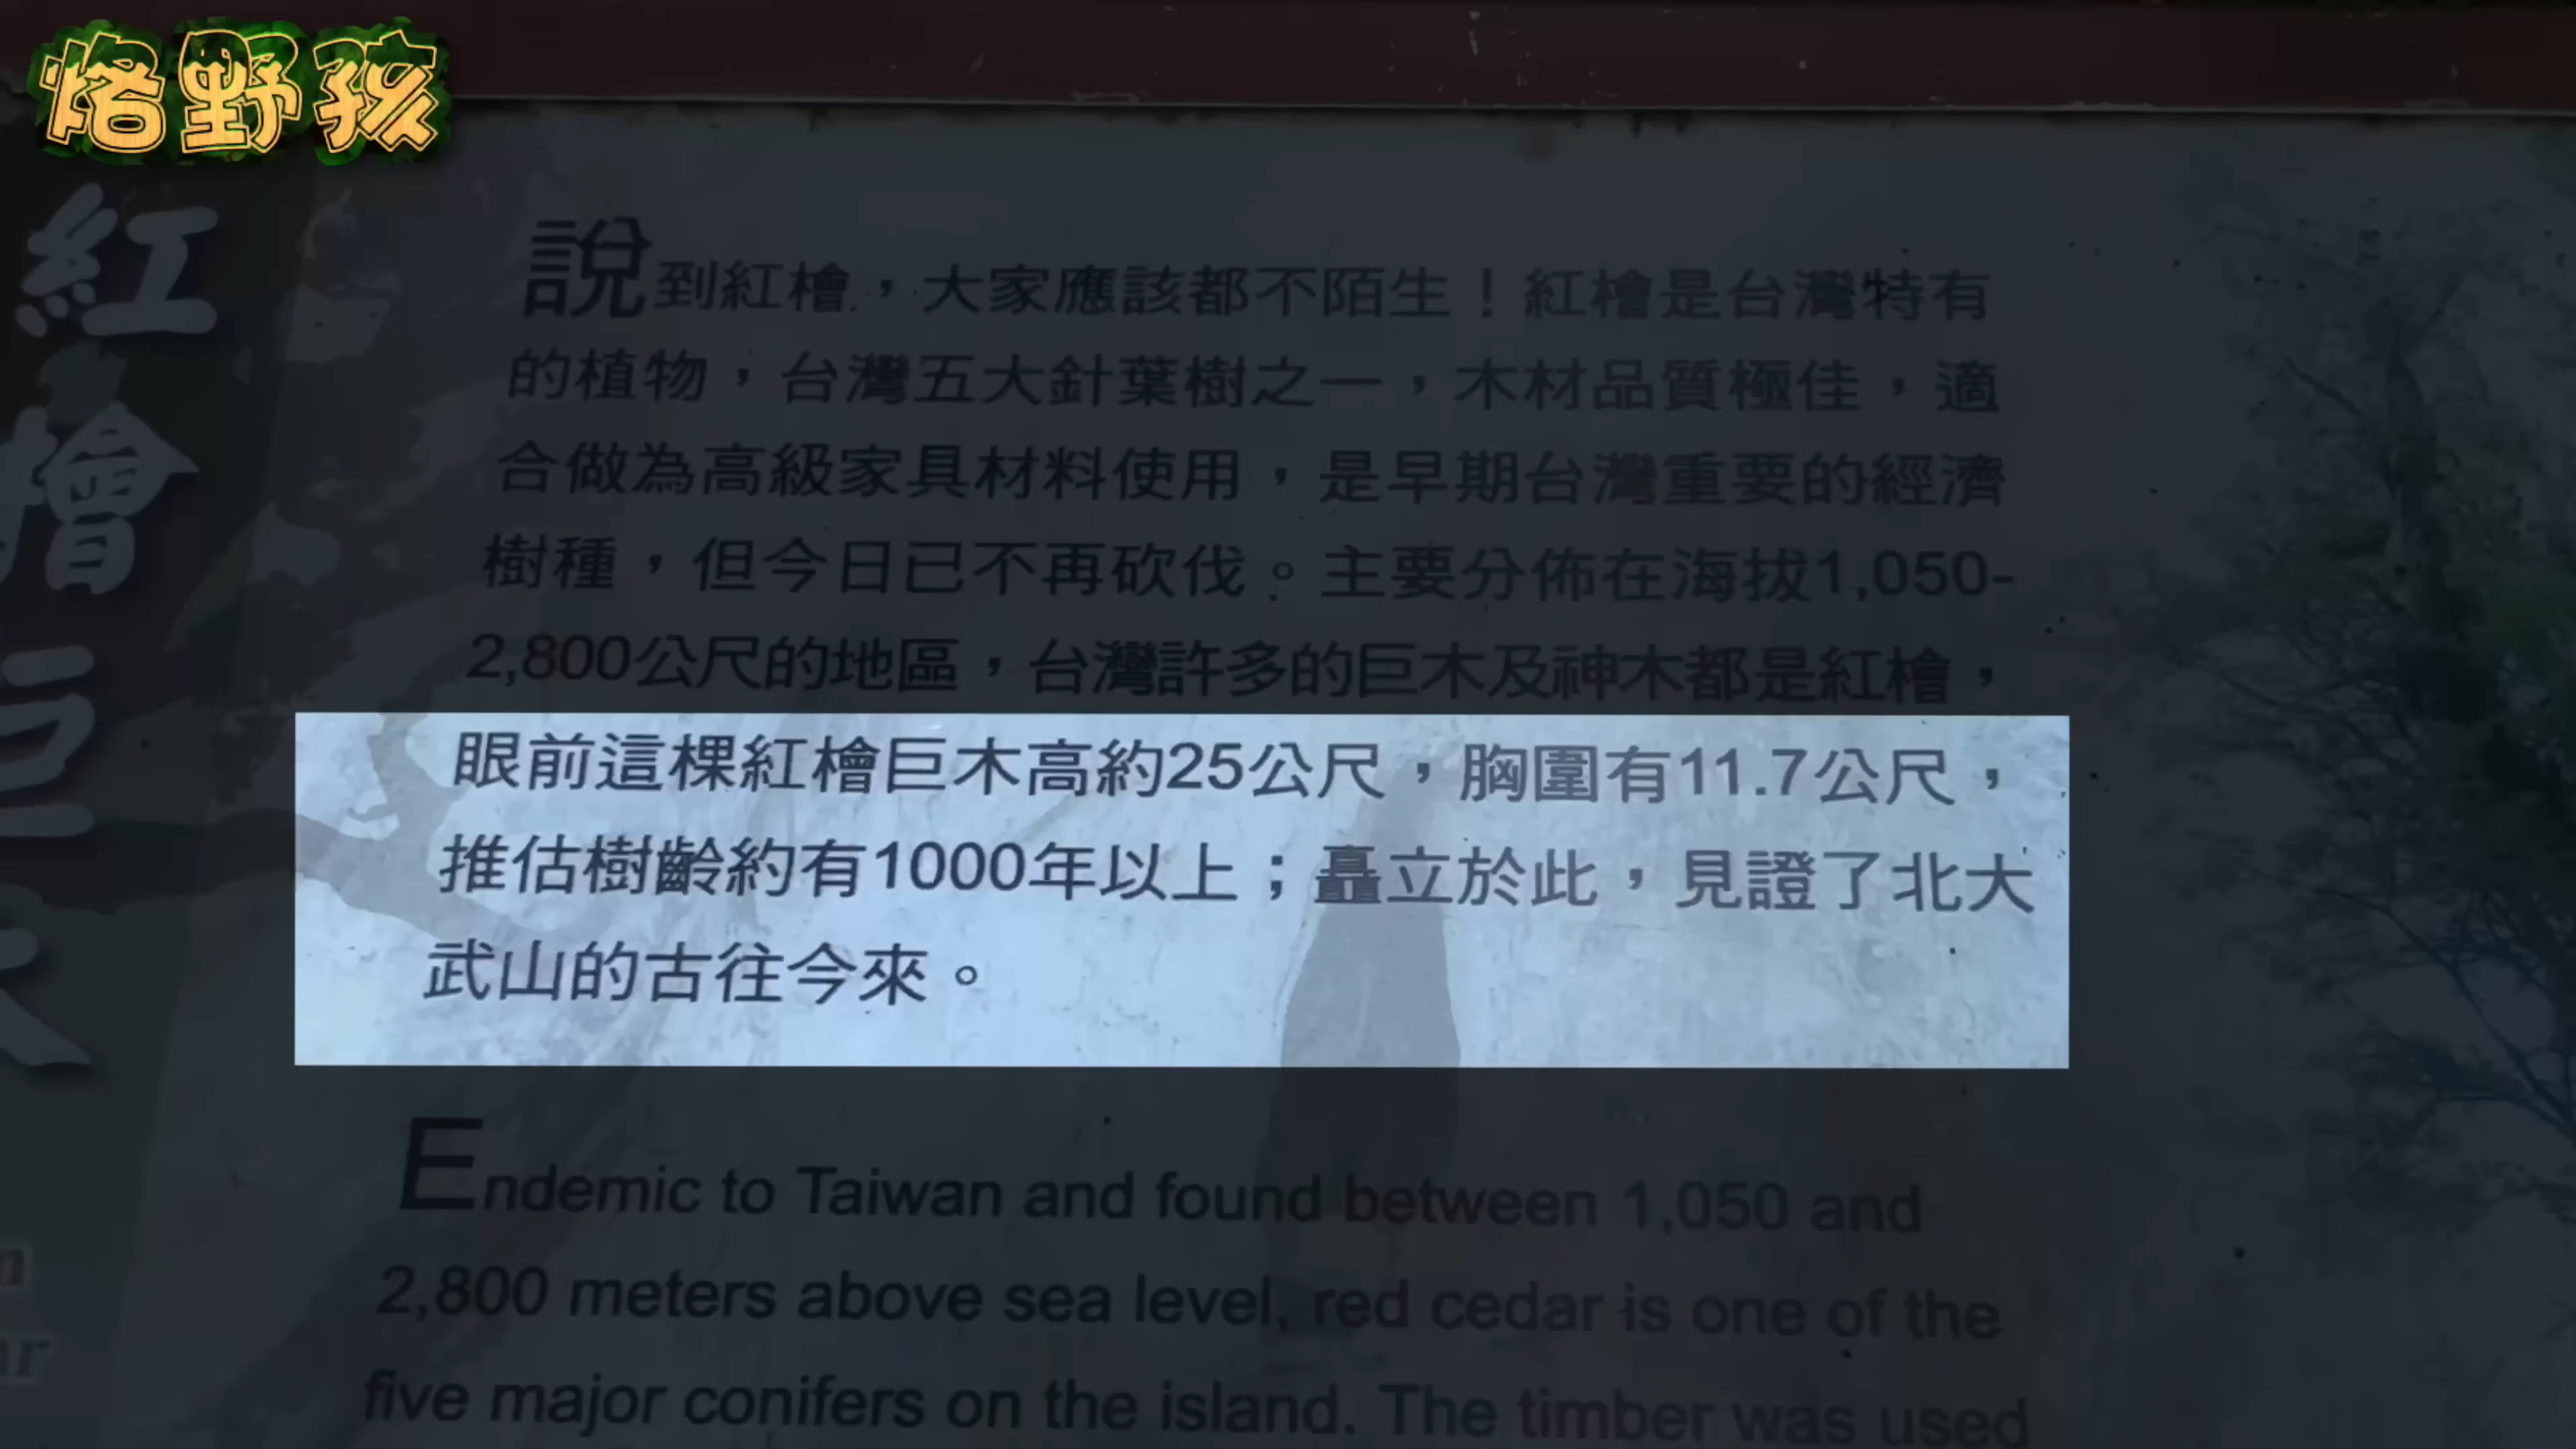 烙野孩
紅檜巨木
說到紅檜，大家應該都不陌生！紅檜是台灣特有
的植物，台灣五大針葉樹之一，木材品質極佳，適
合做為高級家具材料使用，是早期台灣重要的經濟
樹種，但今日已不再砍伐。主要分佈在海拔1,050-
2,800公尺的地區，台灣許多的巨木及神木都是紅檜，
眼前這棵紅檜巨木高約25公尺，胸圍有11.7公尺，
推估樹齡約有1000年以上；矗立於此，見證了北大
武山的古往今來。
Endemic to Taiwan and found between 1,050 and
2,800 meters above sea level, red cedar is one of the
five major conifers on the island. The timber was used